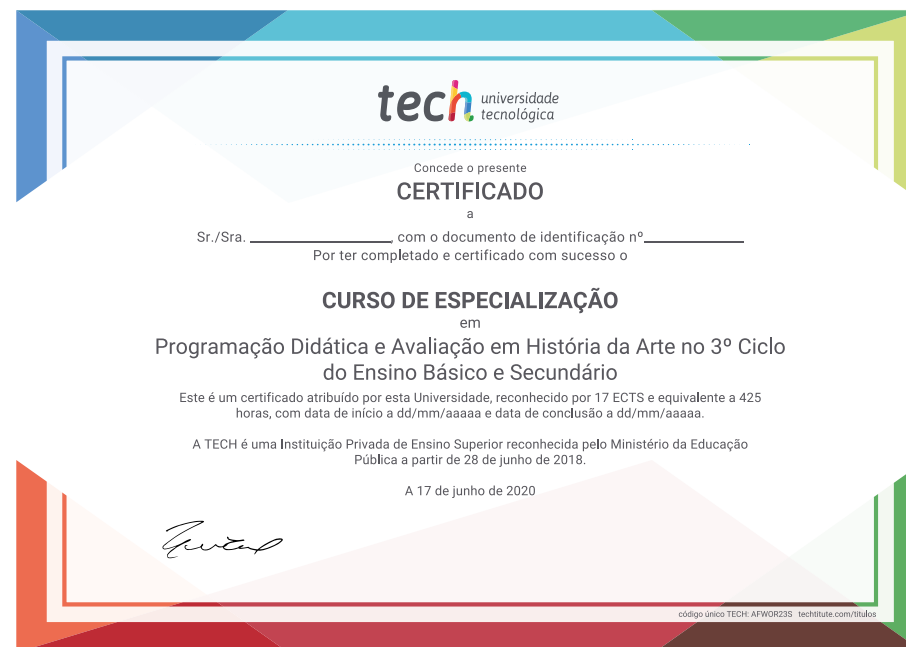 tech universidade
tecnológica
Concede o presente
CERTIFICADO
a
Sr./Sra. ________________, com o documento de identificação nº____________
Por ter completado e certificado com sucesso o
CURSO DE ESPECIALIZAÇÃO
em
Programação Didática e Avaliação em História da Arte no 3º Ciclo
do Ensino Básico e Secundário
Este é um certificado atribuído por esta Universidade, reconhecido por 17 ECTS e equivalente a 425
horas, com data de início a dd/mm/aaaaa e data de conclusão a dd/mm/aaaaa.
A TECH é uma Instituição Privada de Ensino Superior reconhecida pelo Ministério da Educação
Pública a partir de 28 de junho de 2018.
A 17 de junho de 2020
código único TECH: AFWOR23S techtitute.com/titulos